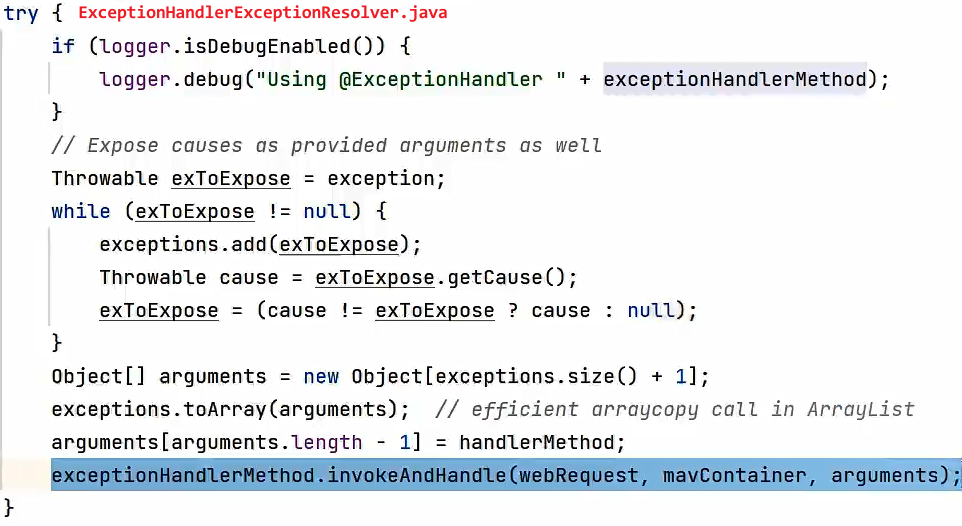 try { ExceptionHandlerExceptionResolver.java
    if (logger.isDebugEnabled()) {
        logger.debug("Using @ExceptionHandler " + exceptionHandlerMethod);
    }
    // Expose causes as provided arguments as well
    Throwable exToExpose = exception;
    while (exToExpose != null) {
        exceptions.add(exToExpose);
        Throwable cause = exToExpose.getCause();
        exToExpose = (cause != exToExpose ? cause : null);
    }
    Object[] arguments = new Object[exceptions.size() + 1];
    exceptions.toArray(arguments);  // efficient arraycopy call in ArrayList
    arguments[arguments.length - 1] = handlerMethod;
    exceptionHandlerMethod.invokeAndHandle(webRequest, mavContainer, arguments);
}